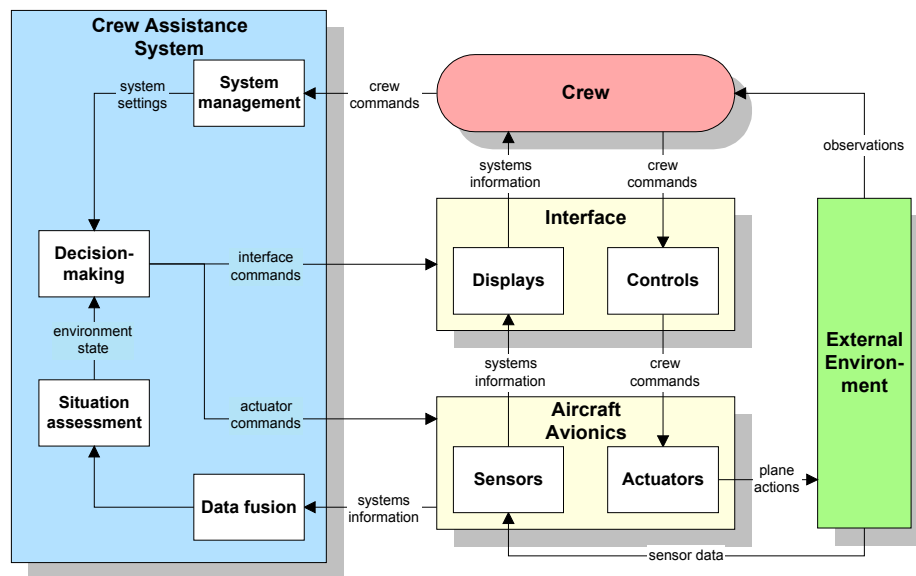 Crew Assistance
System
system
settings
System
management
crew
commands
Crew
observations
systems
information
crew
commands
Interface
Decision-
making
interface
commands
Displays
Controls
environment
state
systems
information
crew
commands
External
Environ-
ment
Situation
assessment
actuator
commands
Aircraft
Avionics
Sensors
Actuators
plane
actions
Data fusion
systems
information
sensor data